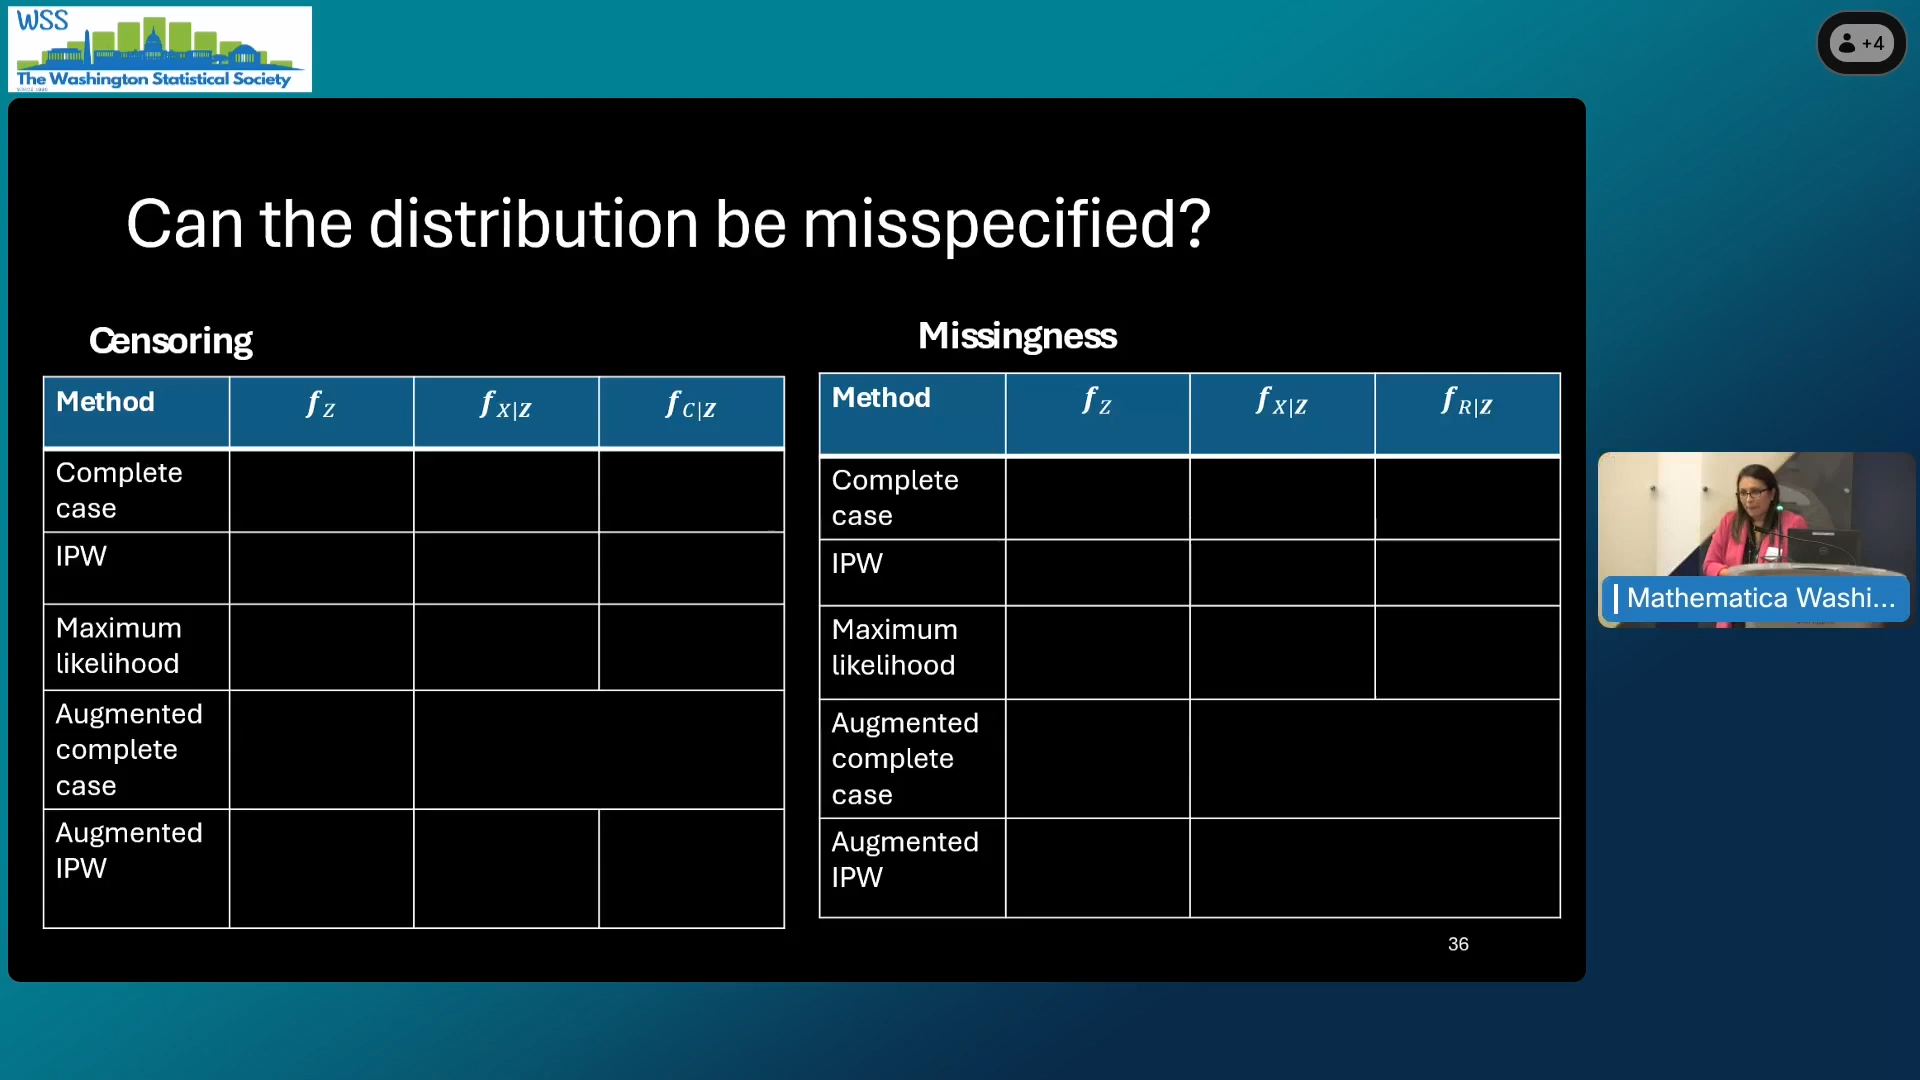 WSS
The Washington Statistical Society
+4
Can the distribution be misspecified?
Censoring
Method f_Z f_X|Z f_C|Z
Complete
case
IPW
Maximum
likelihood
Augmented
complete
case
Augmented
IPW
Missingness
Method f_Z f_X|Z f_R|Z
Complete
case
IPW
Maximum
likelihood
Augmented
complete
case
Augmented
IPW
36
Mathematica Washi...